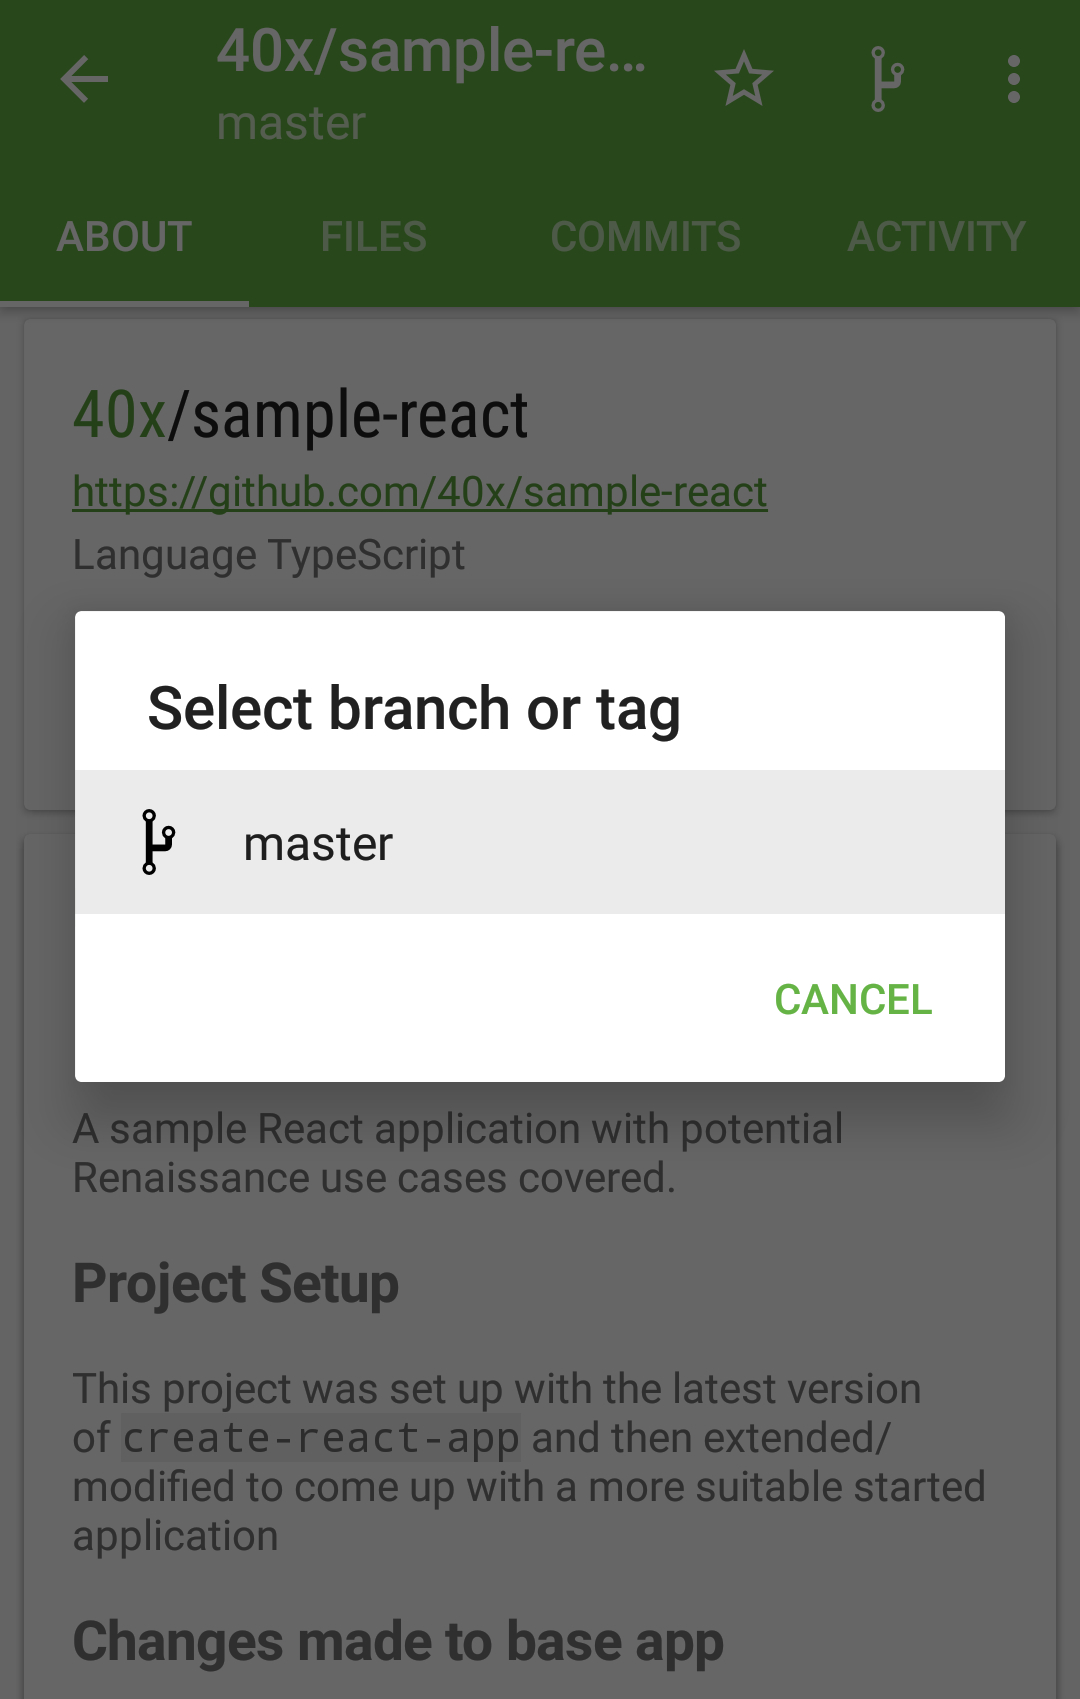 40x/sample-re...
master
ABOUT FILES COMMITS ACTIVITY
40x/sample-react
https://github.com/40x/sample-react
Language TypeScript
Select branch or tag
master
CANCEL
A sample React application with potential
Renaissance use cases covered.
Project Setup
This project was set up with the latest version
of create-react-app and then extended/
modified to come up with a more suitable started
application
Changes made to base app